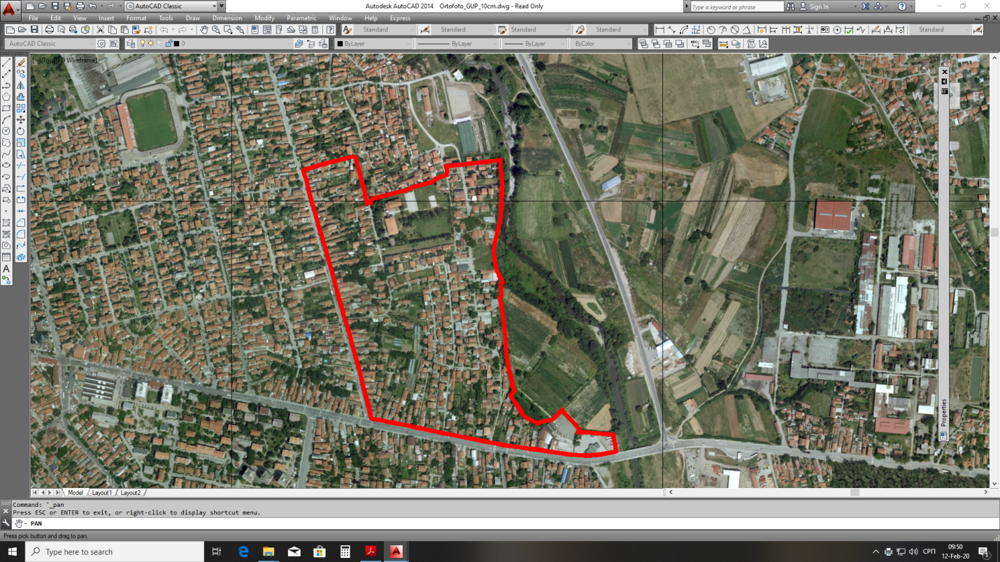 AutoCAD Classic
Autodesk AutoCAD 2014 Ortofoto_GUP_10cm.dwg - Read Only
Type a keyword or phrase
Sign In
File Edit View Insert Format Tools Draw Dimension Modify Parametric Window Help Express
Standard Standard Standard Standard Standard
AutoCAD Classic 0 ByLayer ByLayer ByLayer ByColor
[−][Top][2D Wireframe]
W E
Properties
Model Layout1 Layout2
Command: '_pan
Press ESC or ENTER to exit, or right-click to display shortcut menu.
PAN
Press pick button and drag to pan.
Type here to search
СРП
09:50
12-Feb-20
1